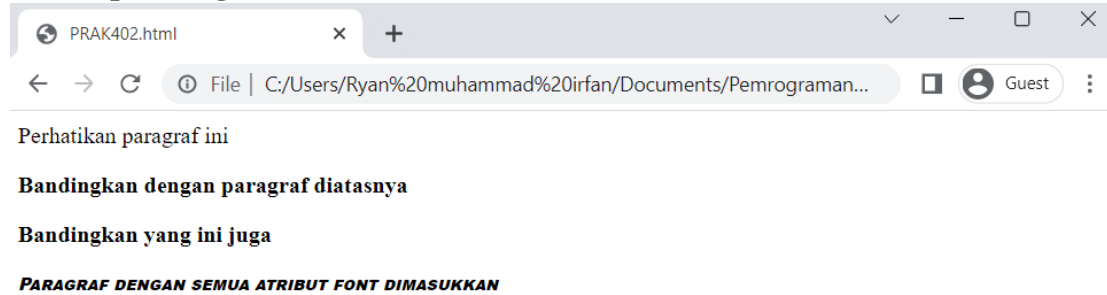 PRAK402.html
File | C:/Users/Ryan%20muhammad%20irfan/Documents/Pemrograman...
Guest
Perhatikan paragraf ini
Bandingkan dengan paragraf diatasnya
Bandingkan yang ini juga
PARAGRAF DENGAN SEMUA ATRIBUT FONT DIMASUKKAN